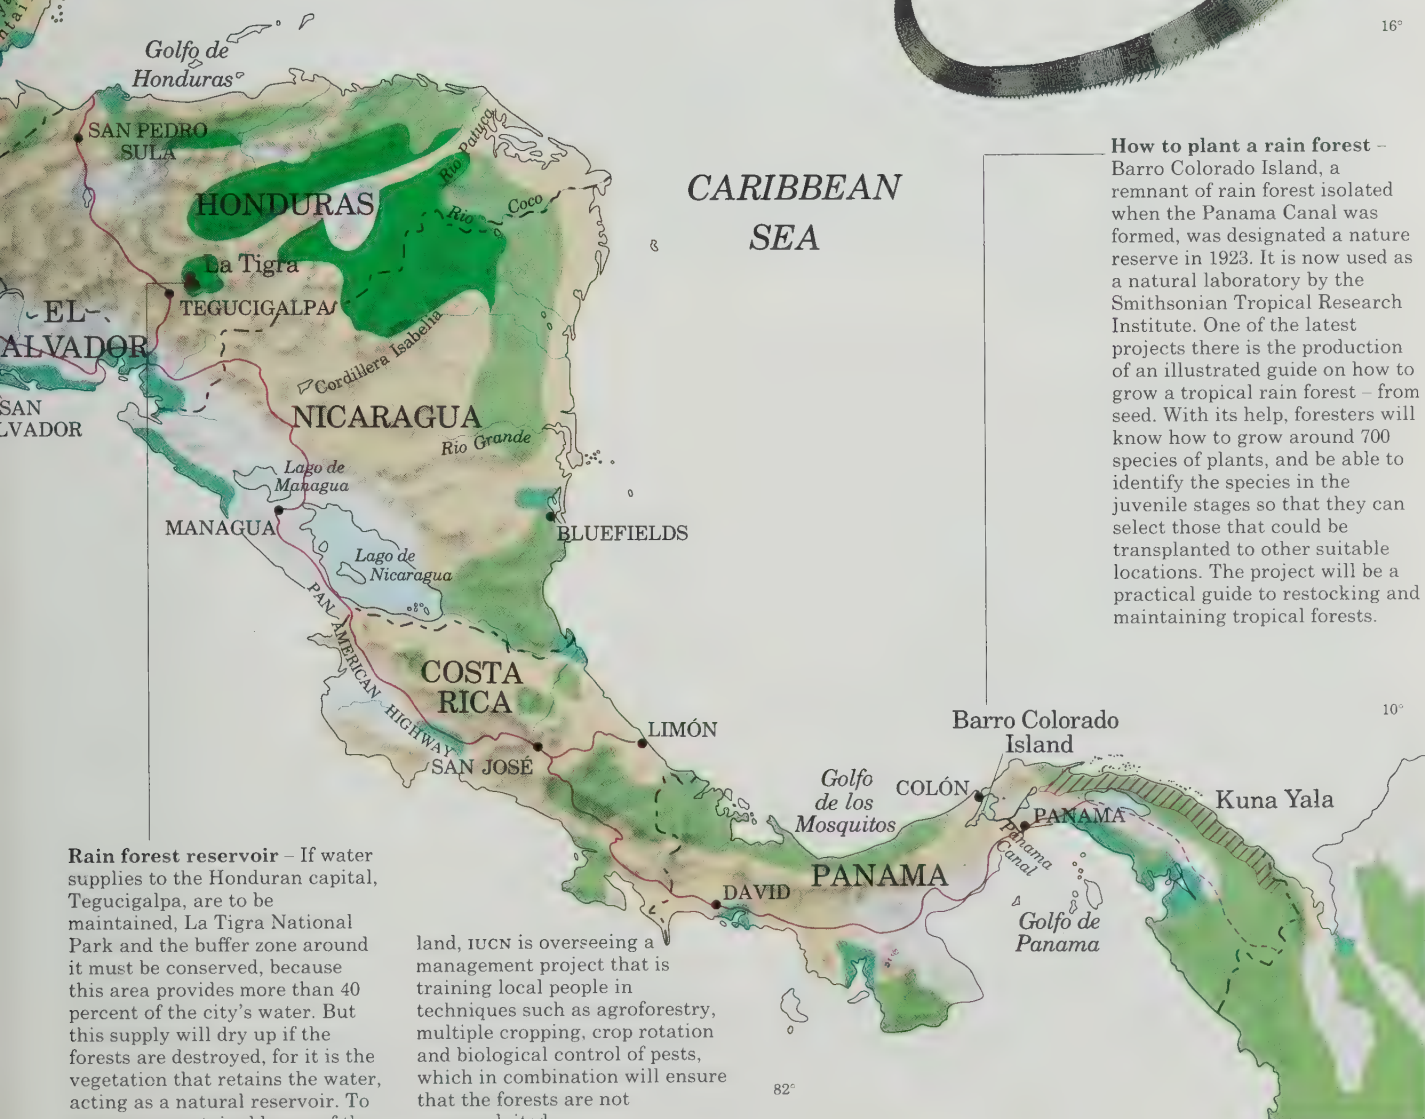 16°
Golfo de
Honduras
SAN PEDRO
SULA
Rio Patuca
HONDURAS
Rio Coco
La Tigra
TEGUCIGALPA
EL
ALVADOR
SAN
LVADOR
Cordillera Isabelia
NICARAGUA
Rio Grande
Lago de
Managua
MANAGUA
BLUEFIELDS
Lago de
Nicaragua
PAN-AMERICAN HIGHWAY
COSTA
RICA
SAN JOSÉ
LIMÓN
CARIBBEAN
SEA
How to plant a rain forest –
Barro Colorado Island, a
remnant of rain forest isolated
when the Panama Canal was
formed, was designated a nature
reserve in 1923. It is now used as
a natural laboratory by the
Smithsonian Tropical Research
Institute. One of the latest
projects there is the production
of an illustrated guide on how to
grow a tropical rain forest – from
seed. With its help, foresters will
know how to grow around 700
species of plants, and be able to
identify the species in the
juvenile stages so that they can
select those that could be
transplanted to other suitable
locations. The project will be a
practical guide to restocking and
maintaining tropical forests.
10°
Barro Colorado
Island
Golfo
de los
Mosquitos
COLÓN
Kuna Yala
PANAMA
Panama
Canal
PANAMA
DAVID
Golfo de
Panama
82°
Rain forest reservoir – If water
supplies to the Honduran capital,
Tegucigalpa, are to be
maintained, La Tigra National
Park and the buffer zone around
it must be conserved, because
this area provides more than 40
percent of the city's water. But
this supply will dry up if the
forests are destroyed, for it is the
vegetation that retains the water,
acting as a natural reservoir. To
land, IUCN is overseeing a
management project that is
training local people in
techniques such as agroforestry,
multiple cropping, crop rotation
and biological control of pests,
which in combination will ensure
that the forests are not